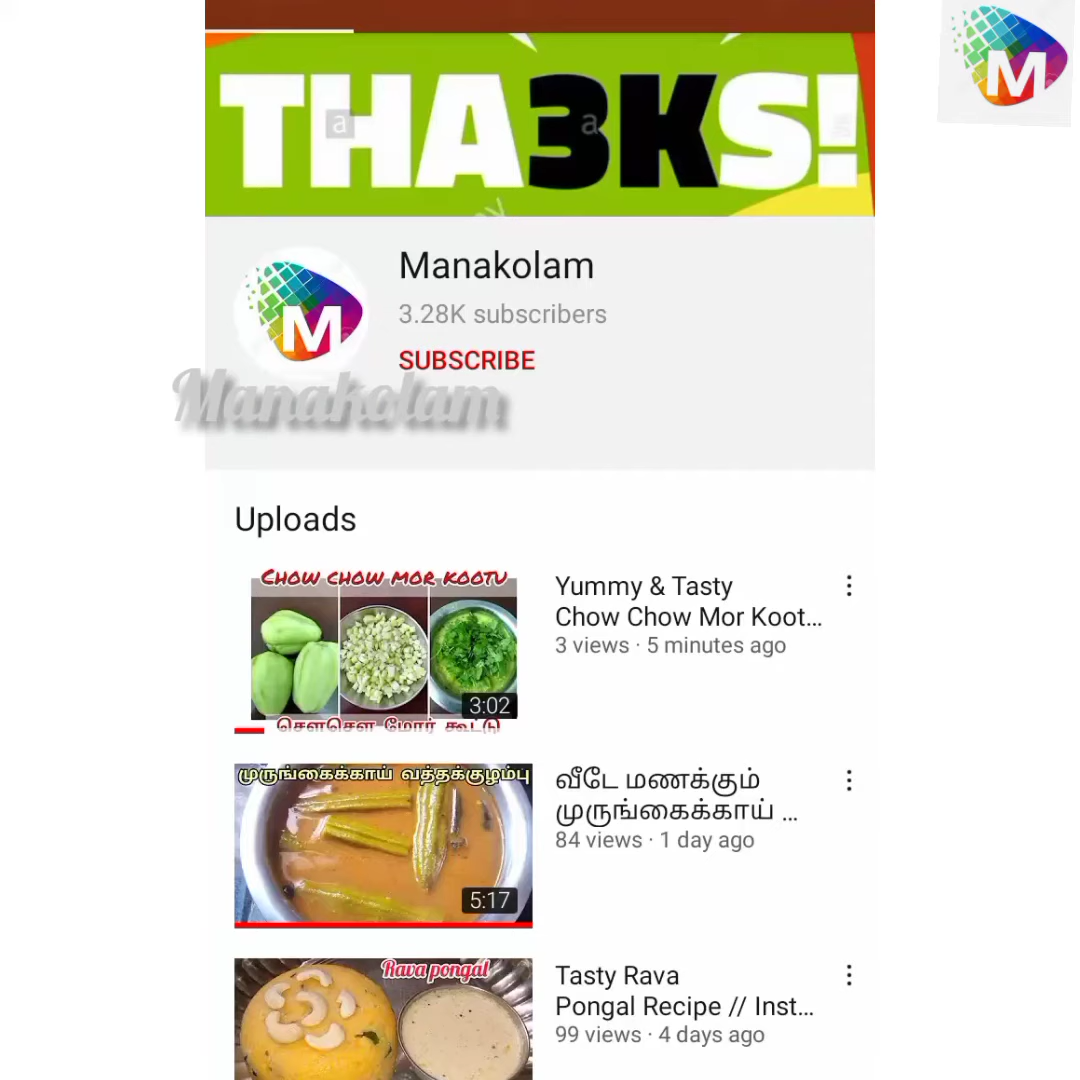 THA3KS!
a
a
M
M
Manakolam
3.28K subscribers
SUBSCRIBE
Manakolam
Uploads
CHOW CHOW MOR KOOTU
3:02
சௌசௌ மோர் கூட்டு
Yummy & Tasty
Chow Chow Mor Koot...
3 views · 5 minutes ago
முருங்கைக்காய் வத்தக்குழம்பு
5:17
வீடே மணக்கும்
முருங்கைக்காய் ...
84 views · 1 day ago
Rava pongal
Tasty Rava
Pongal Recipe // Inst...
99 views · 4 days ago